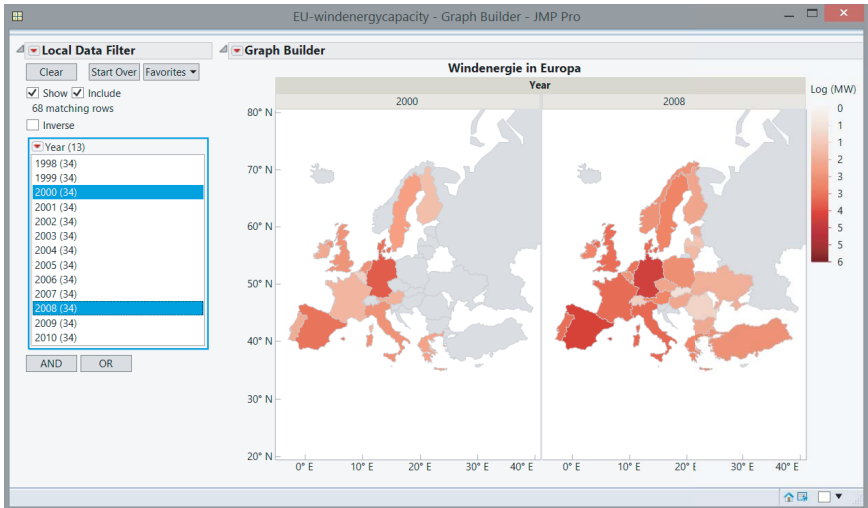 EU-windenergycapacity - Graph Builder - JMP Pro
Local Data Filter
Clear Start Over Favorites
Show Include
68 matching rows
Inverse
Year (13)
1998 (34)
1999 (34)
2000 (34)
2001 (34)
2002 (34)
2003 (34)
2004 (34)
2005 (34)
2006 (34)
2007 (34)
2008 (34)
2009 (34)
2010 (34)
AND OR
Graph Builder
Windenergie in Europa
Year
2000 2008
80° N
70° N
60° N
50° N
40° N
30° N
20° N
0° E 10° E 20° E 30° E 40° E 0° E 10° E 20° E 30° E 40° E
Log (MW)
0
1
1
2
2
3
3
4
5
5
6